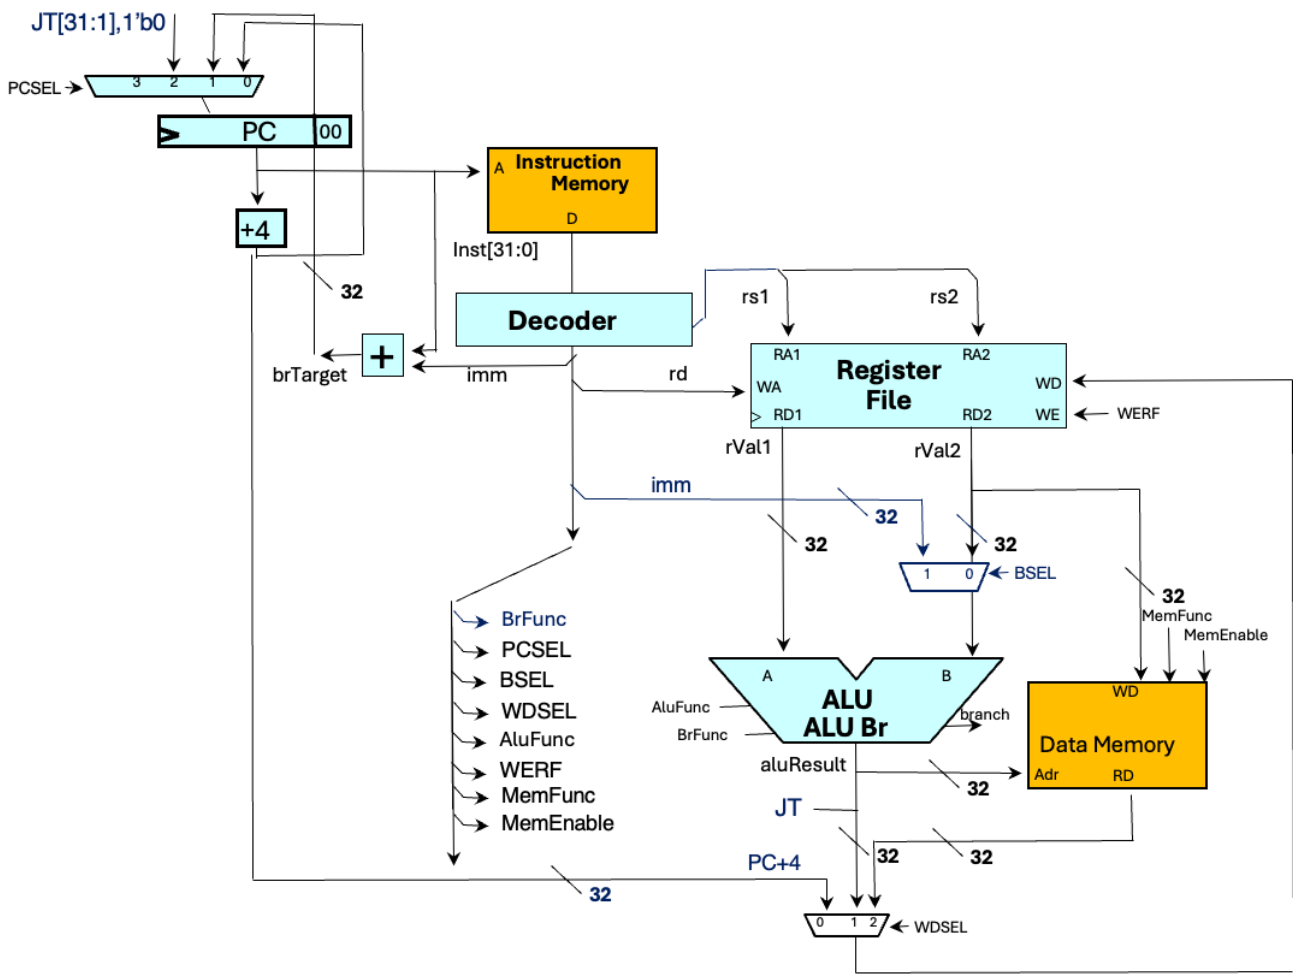 JT[31:1],1'b0
PCSEL
3 2 1 0
PC 00
A Instruction
Memory
D
+4
Inst[31:0]
32
Decoder
rs1
rs2
brTarget
+
imm
rd
RA1
RA2
WA
Register
File
WD
RD1
RD2
WE
WERF
rVal1
rVal2
imm
32
32
32
1 0
BSEL
32
MemFunc
MemEnable
BrFunc
PCSEL
BSEL
WDSEL
AluFunc
WERF
MemFunc
MemEnable
A
B
ALU
ALU Br
AluFunc
BrFunc
branch
WD
Data Memory
Adr
RD
aluResult
32
JT
32
32
PC+4
32
0 1 2
WDSEL